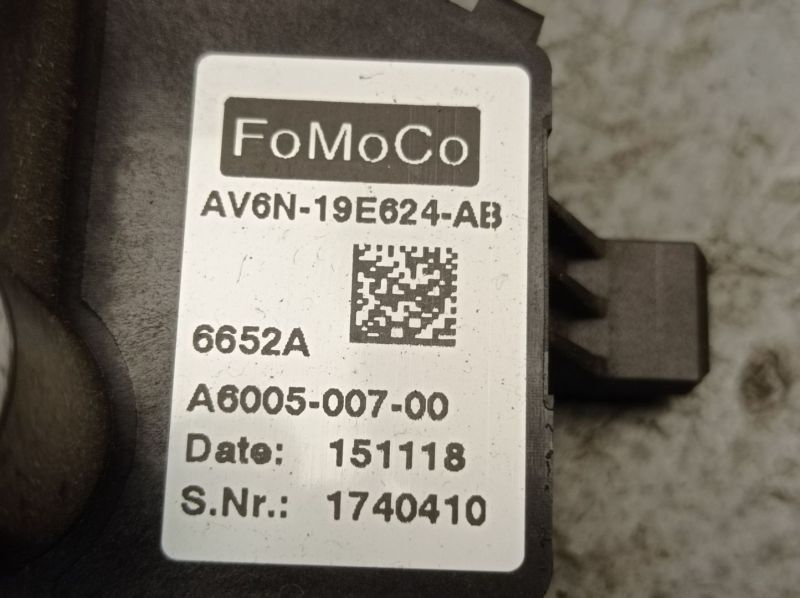 FoMoCo
AV6N-19E624-AB
6652A
A6005-007-00
Date: 151118
S.Nr.: 1740410